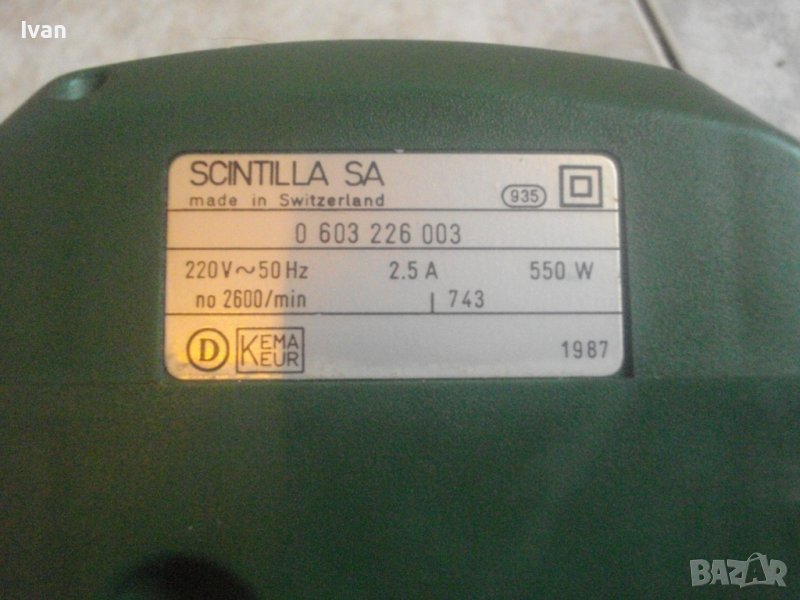 Ivan
SCINTILLA SA
made in Switzerland
935
0 603 226 003
220V~50Hz 2.5 A 550 W
no 2600/min | 743
D KEMA KEUR 1987
BAZAR